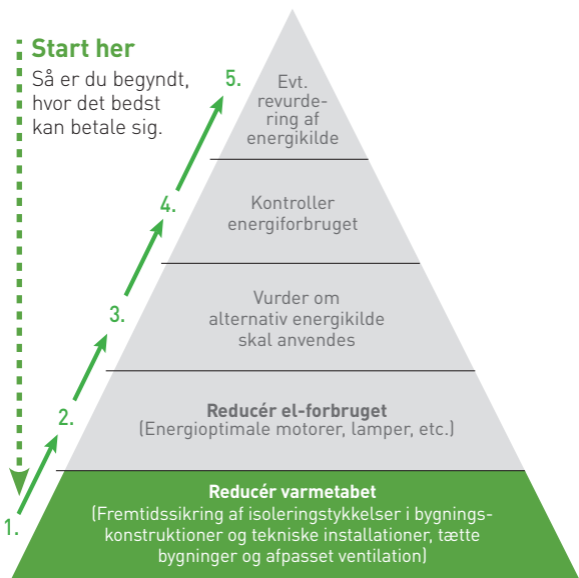 Start her
Så er du begyndt,
hvor det bedst
kan betale sig.
5.
Evt.
revurde-
ring af
energikilde
4.
Kontroller
energiforbruget
3.
Vurder om
alternativ energikilde
skal anvendes
2.
Reducér el-forbruget
(Energioptimale motorer, lamper, etc.)
1.
Reducér varmetabet
(Fremtidssikring af isoleringstykkelser i bygnings-
konstruktioner og tekniske installationer, tætte
bygninger og afpasset ventilation)